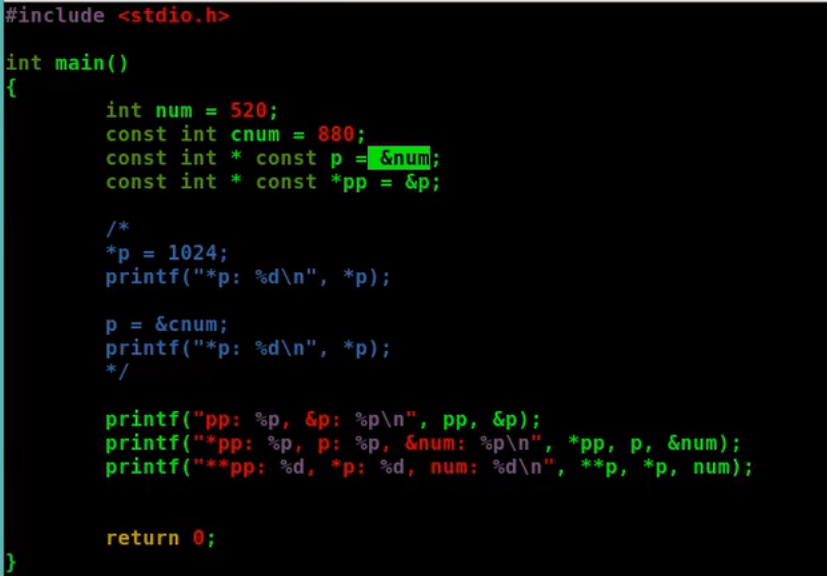 #include <stdio.h>
int main()
{
int num = 520;
const int cnum = 880;
const int * const p = &num;
const int * const *pp = &p;
/*
*p = 1024;
printf("*p: %d\n", *p);
p = &cnum;
printf("*p: %d\n", *p);
*/
printf("pp: %p, &p: %p\n", pp, &p);
printf("*pp: %p, p: %p, &num: %p\n", *pp, p, &num);
printf("**pp: %d, *p: %d, num: %d\n", **p, *p, num);
return 0;
}